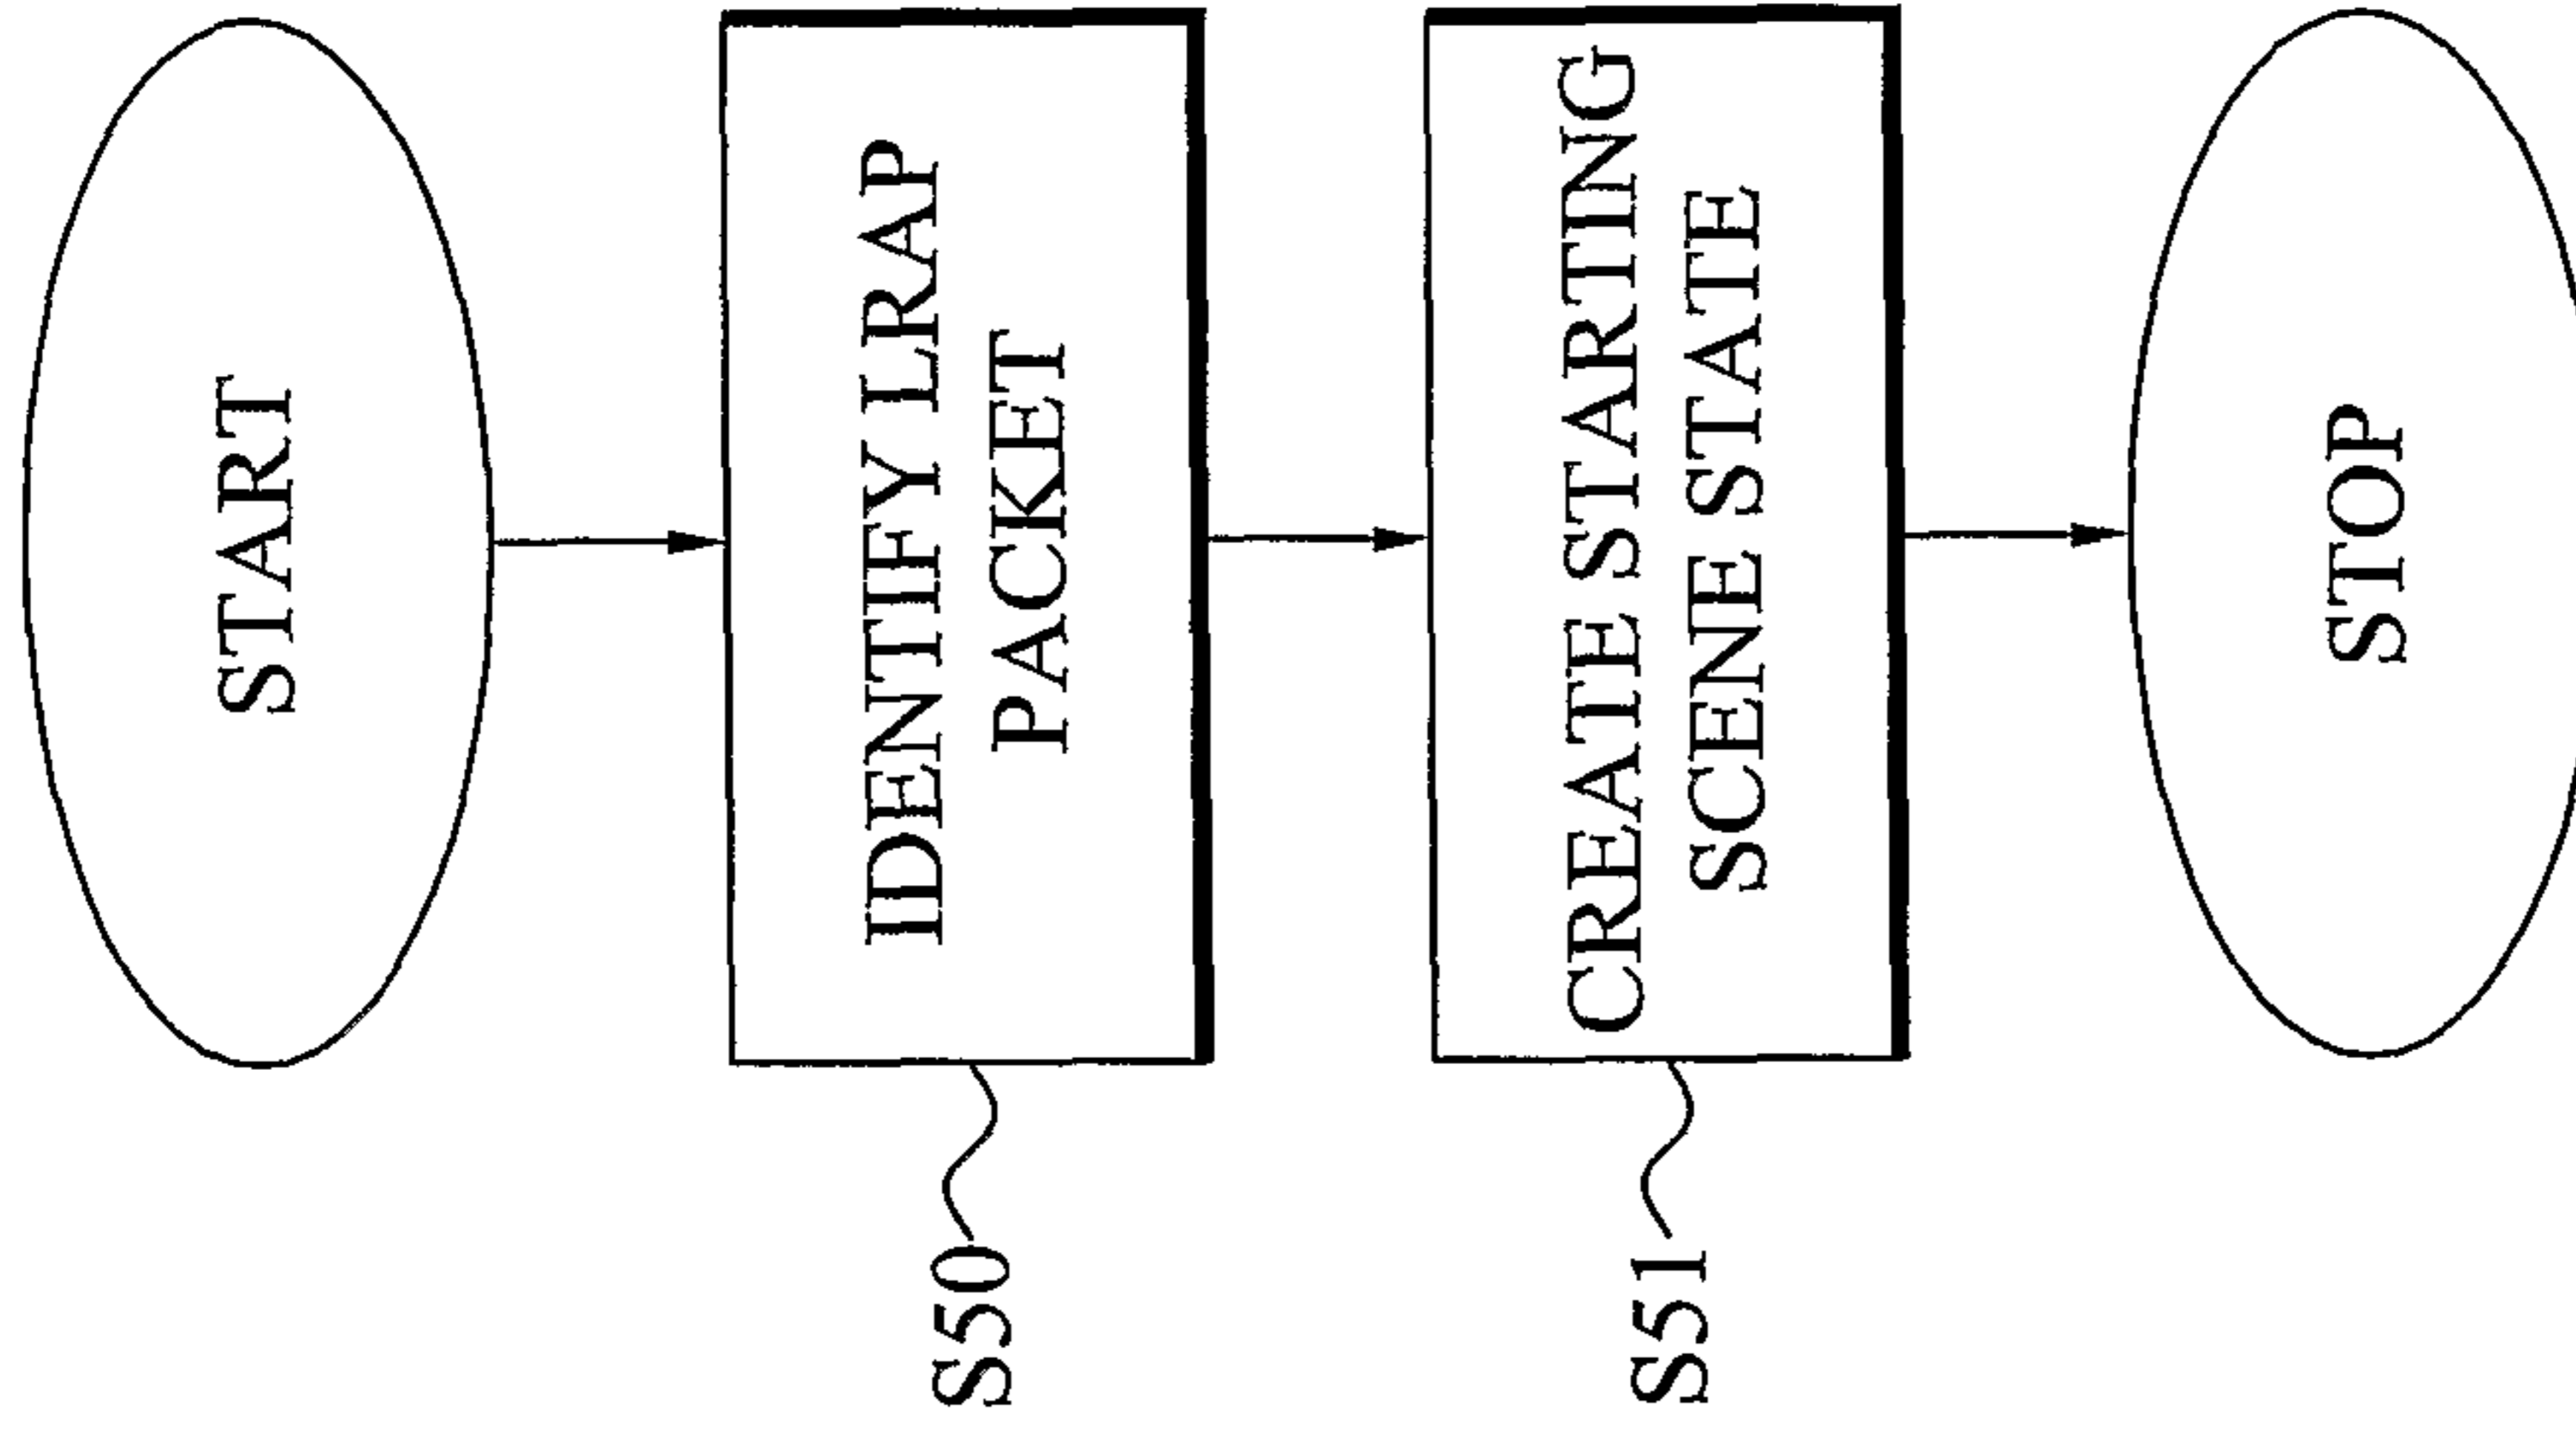 START
IDENTIFY LRAP
PACKET
S50
CREATE STARTING
SCENE STATE
S51
STOP